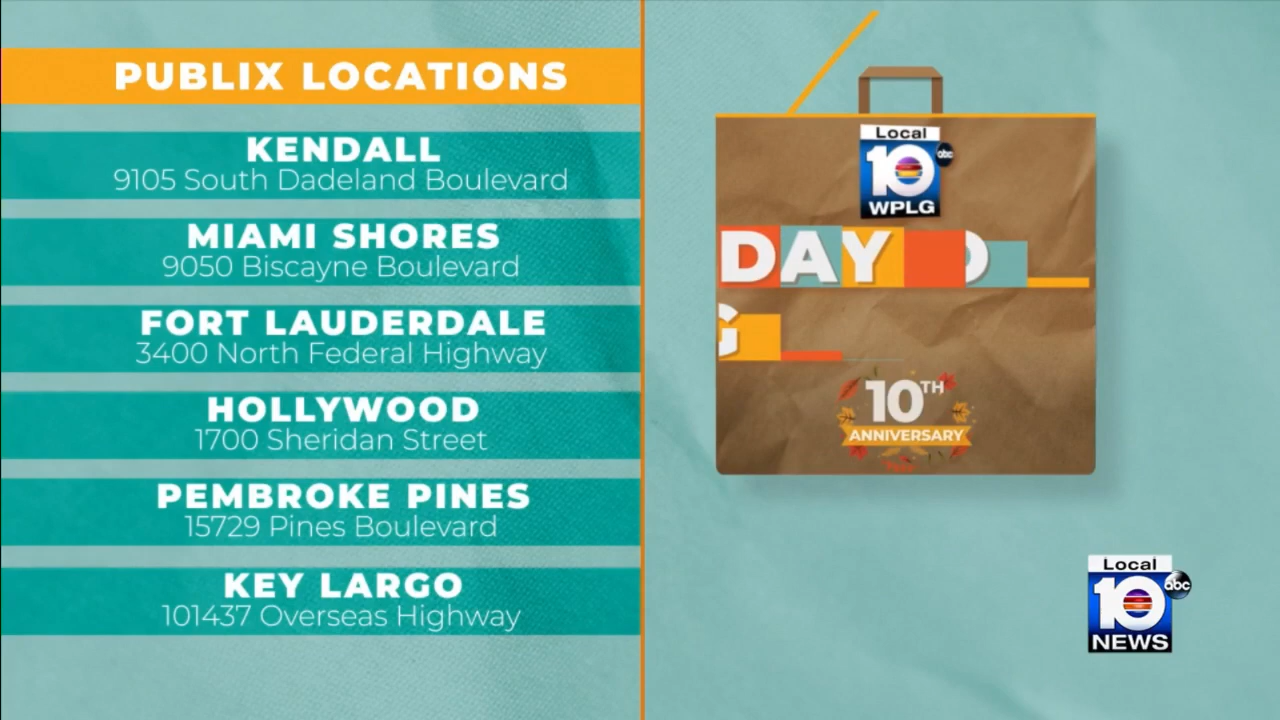 PUBLIX LOCATIONS
KENDALL
9105 South Dadeland Boulevard
MIAMI SHORES
9050 Biscayne Boulevard
FORT LAUDERDALE
3400 North Federal Highway
HOLLYWOOD
1700 Sheridan Street
PEMBROKE PINES
15729 Pines Boulevard
KEY LARGO
101437 Overseas Highway
Local
10
abc
WPLG
DAY
G
10TH
ANNIVERSARY
Local
10
abc
NEWS